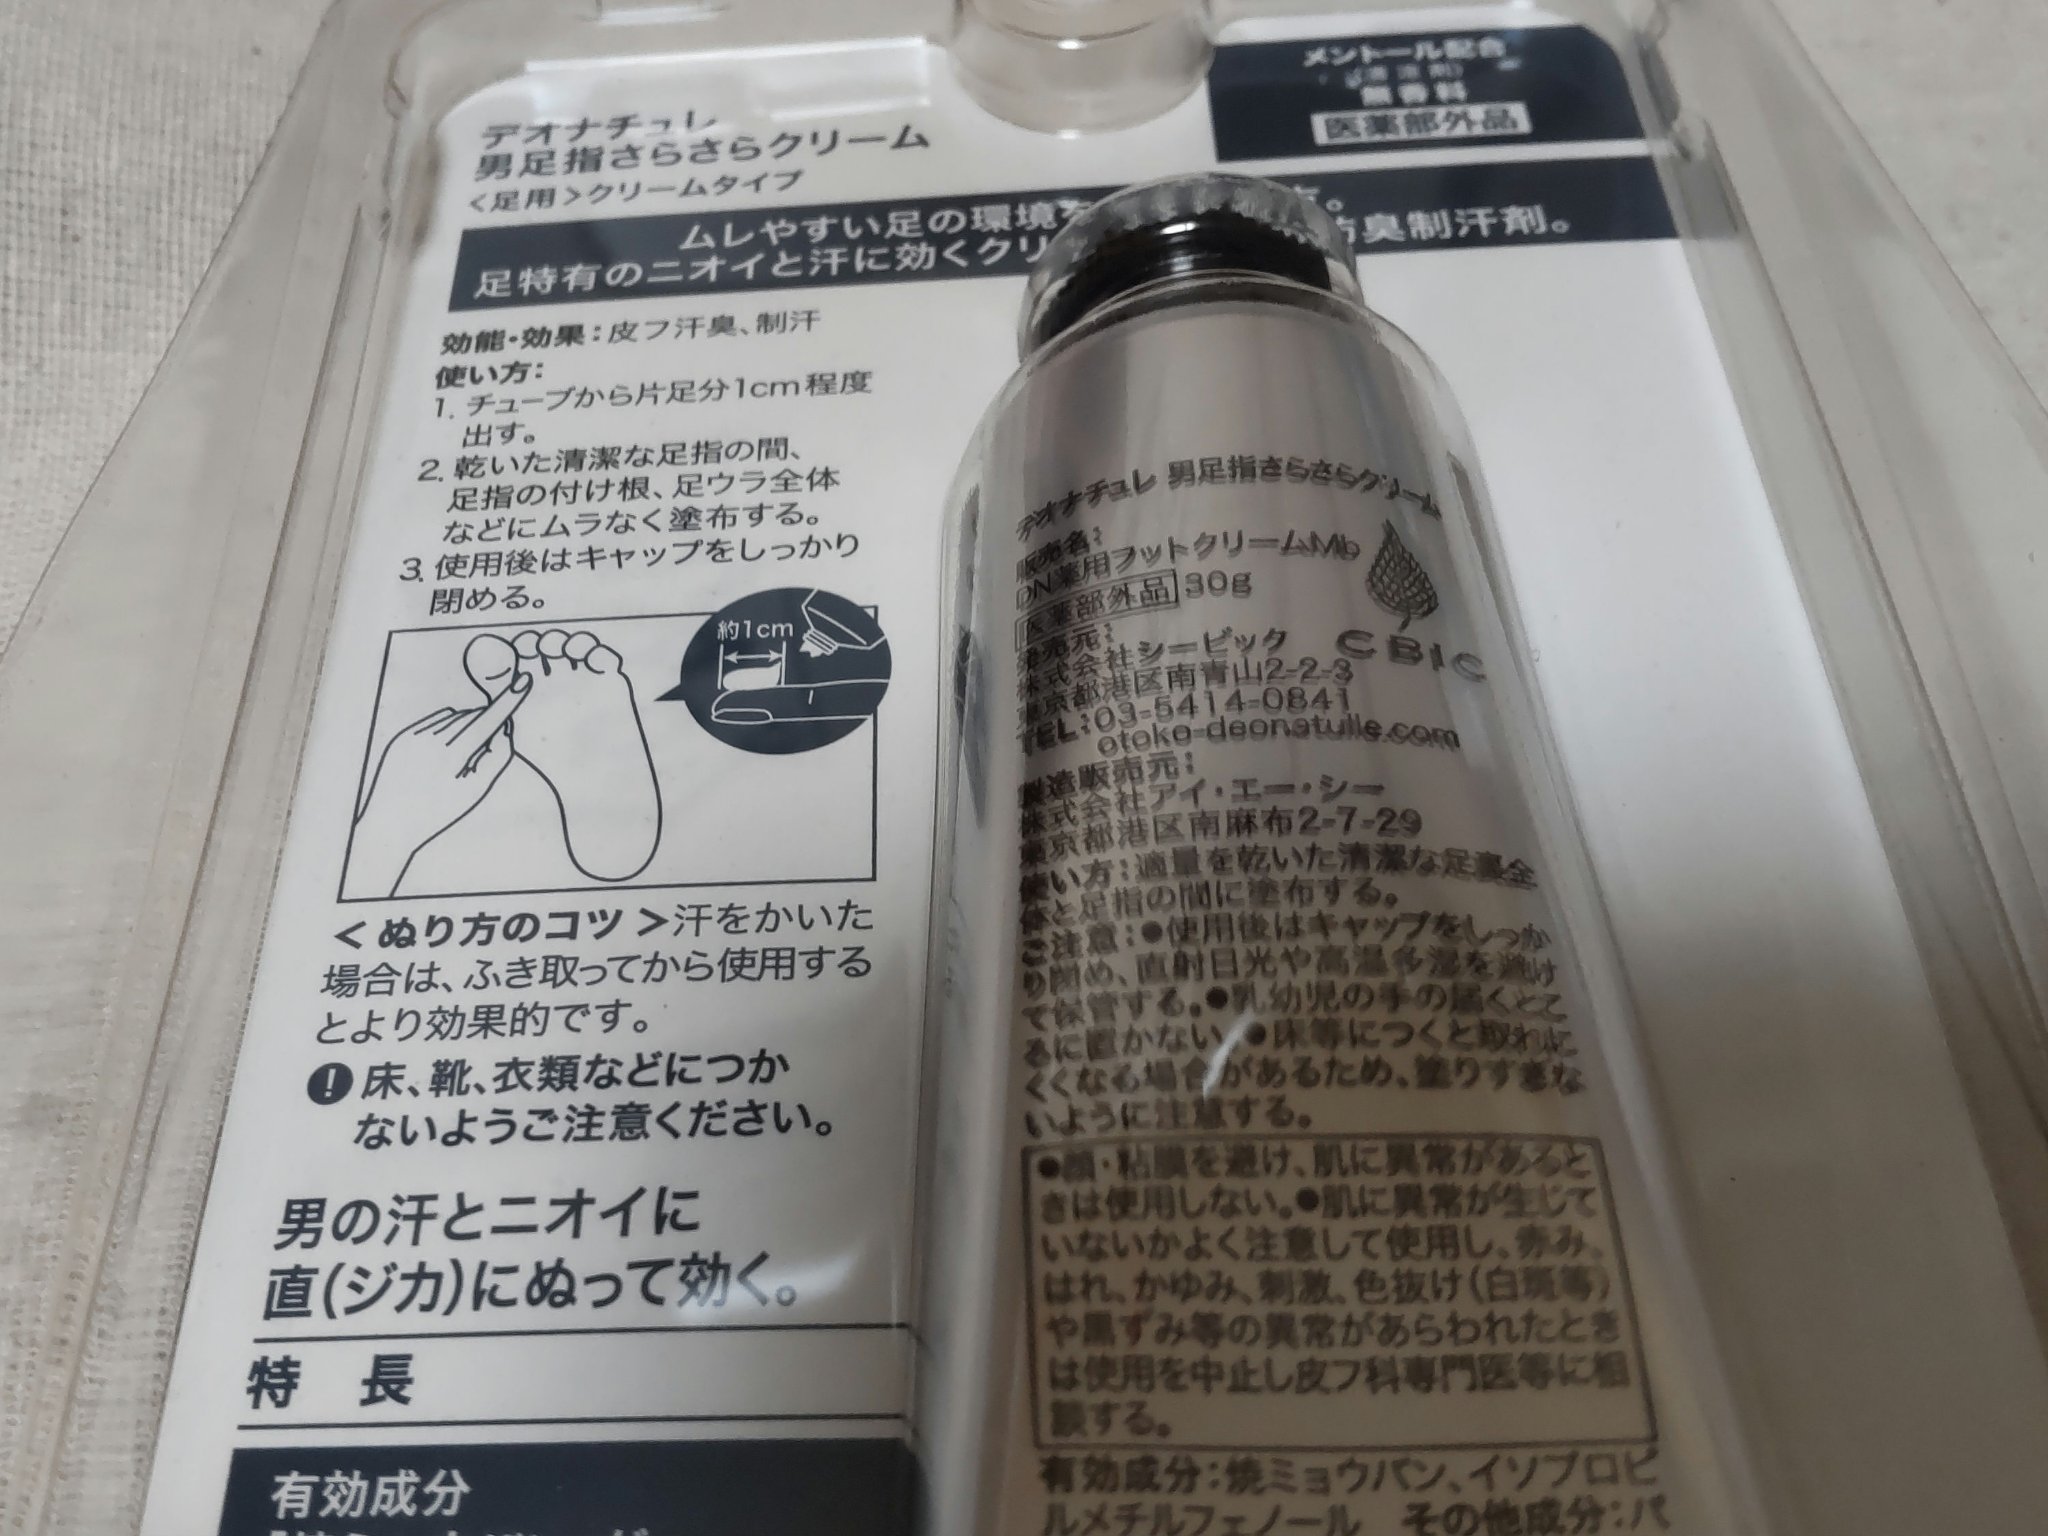 デオナチュレ
男足指さらさらクリーム
<足用>クリームタイプ
メントール配合
(清涼剤)
無香料
医薬部外品
ムレやすい足の環境を
足特有のニオイと汗に効くクリ 防臭制汗剤。
効能・効果：皮フ汗臭、制汗
使い方：
1. チューブから片足分1cm程度
出す。
2. 乾いた清潔な足指の間、
足指の付け根、足ウラ全体
などにムラなく塗布する。
3. 使用後はキャップをしっかり
閉める。
約1cm
<ぬり方のコツ>汗をかいた
場合は、ふき取ってから使用する
とより効果的です。
! 床、靴、衣類などにつか
ないようご注意ください。
男の汗とニオイに
直(ジカ)にぬって効く。
特 長
有効成分
デオナチュレ 男足指さらさらクリーム
販売名：
DN薬用フットクリームMb
医薬部外品 30g
発売元：
株式会社シービック
CBIC
東京都港区南青山2-2-3
TEL：03-5414-0841
otoko-deonatulle.com
製造販売元：
株式会社アイ・エー・シー
東京都港区南麻布2-7-29
使い方：適量を乾いた清潔な足裏全
体と足指の間に塗布する。
ご注意：●使用後はキャップをしっか
り閉め、直射日光や高温多湿を避け
て保管する。●乳幼児の手の届くとこ
ろに置かない。●床等につくと取れに
くくなる場合があるため、塗りすぎな
いように注意する。
●顔・粘膜を避け、肌に異常があると
きは使用しない。●肌に異常が生じて
いないかよく注意して使用し、赤み、
はれ、かゆみ、刺激、色抜け(白斑等)
や黒ずみ等の異常があらわれたとき
は使用を中止し皮フ科専門医等に相
談する。
有効成分：焼ミョウバン、イソプロピ
ルメチルフェノール その他成分：パ